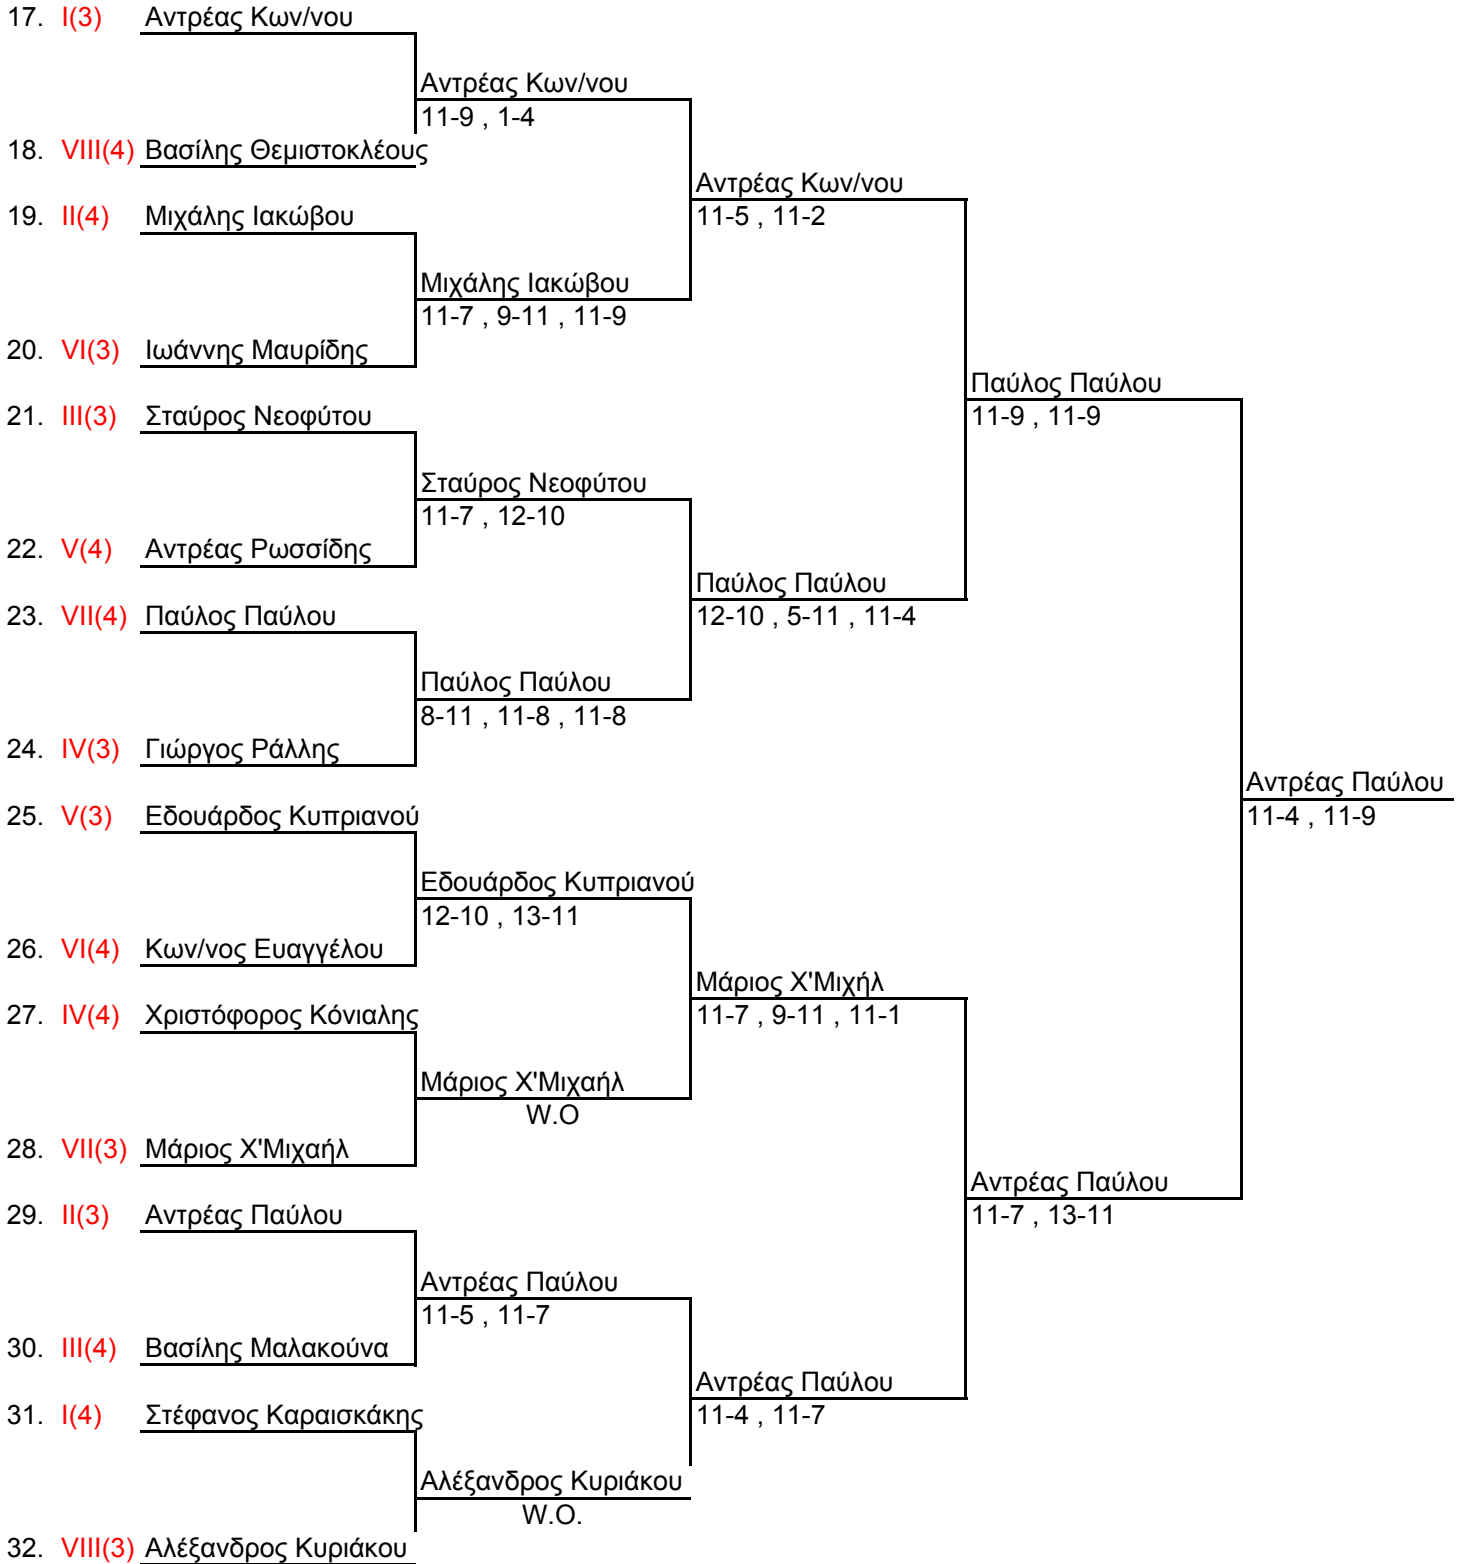 17. I(3) Αντρέας Κων/νου
Αντρέας Κων/νου
11-9 , 1-4
18. VIII(4) Βασίλης Θεμιστοκλέους
Αντρέας Κων/νου
19. II(4) Μιχάλης Ιακώβου
11-5 , 11-2
Μιχάλης Ιακώβου
11-7 , 9-11 , 11-9
20. VI(3) Ιωάννης Μαυρίδης
Παύλος Παύλου
21. III(3) Σταύρος Νεοφύτου
11-9 , 11-9
Σταύρος Νεοφύτου
11-7 , 12-10
22. V(4) Αντρέας Ρωσσίδης
Παύλος Παύλου
23. VII(4) Παύλος Παύλου
12-10 , 5-11 , 11-4
Παύλος Παύλου
8-11 , 11-8 , 11-8
24. IV(3) Γιώργος Ράλλης
Αντρέας Παύλου
25. V(3) Εδουάρδος Κυπριανού
11-4 , 11-9
Εδουάρδος Κυπριανού
12-10 , 13-11
26. VI(4) Κων/νος Ευαγγέλου
Μάριος Χ'Μιχήλ
27. IV(4) Χριστόφορος Κόνιαλης
11-7 , 9-11 , 11-1
Μάριος Χ'Μιχαήλ
W.O
28. VII(3) Μάριος Χ'Μιχαήλ
Αντρέας Παύλου
29. II(3) Αντρέας Παύλου
11-7 , 13-11
Αντρέας Παύλου
11-5 , 11-7
30. III(4) Βασίλης Μαλακούνα
Αντρέας Παύλου
31. I(4) Στέφανος Καραισκάκης
11-4 , 11-7
Αλέξανδρος Κυριάκου
W.O.
32. VIII(3) Αλέξανδρος Κυριάκου